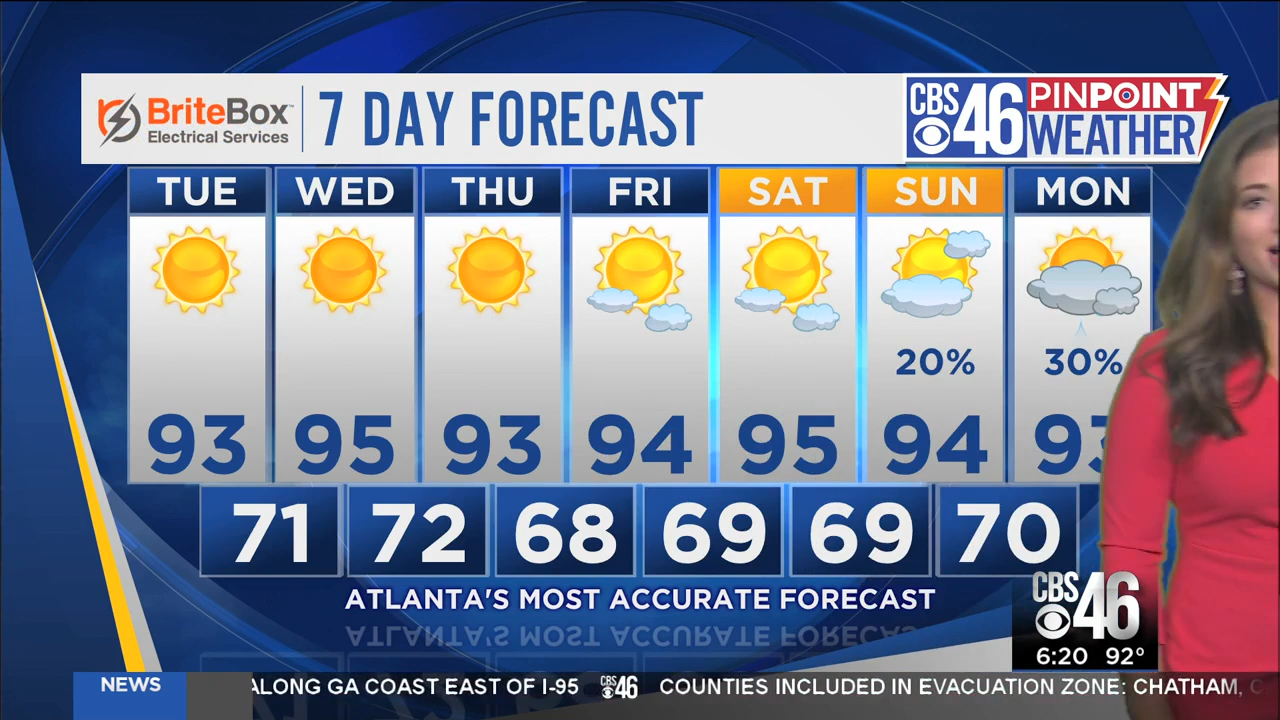 BriteBox™
Electrical Services
7 DAY FORECAST
CBS 46 PINPOINT WEATHER
TUE WED THU FRI SAT SUN MON
20% 30%
93 95 93 94 95 94 93
71 72 68 69 69 70
ATLANTA'S MOST ACCURATE FORECAST
CBS 46
6:20 92°
NEWS ALONG GA COAST EAST OF I-95 CBS 46 COUNTIES INCLUDED IN EVACUATION ZONE: CHATHAM, C